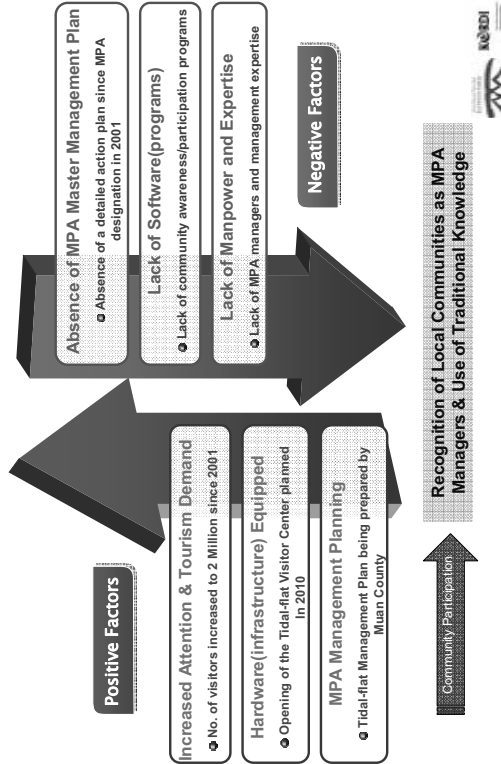 Positive Factors
Increased Attention & Tourism Demand
No. of visitors increased to 2 Million since 2001
Hardware(infrastructure) Equipped
Opening of the Tidal-flat Visitor Center planned
In 2010
MPA Management Planning
Tidal-flat Management Plan being prepared by
Muan County
Absence of MPA Master Management Plan
Absence of a detailed action plan since MPA
designation in 2001
Lack of Software(programs)
Lack of community awareness/participation programs
Lack of Manpower and Expertise
Lack of MPA managers and management expertise
Negative Factors
Community Participation
Recognition of Local Communities as MPA
Managers & Use of Traditional Knowledge
KORDI